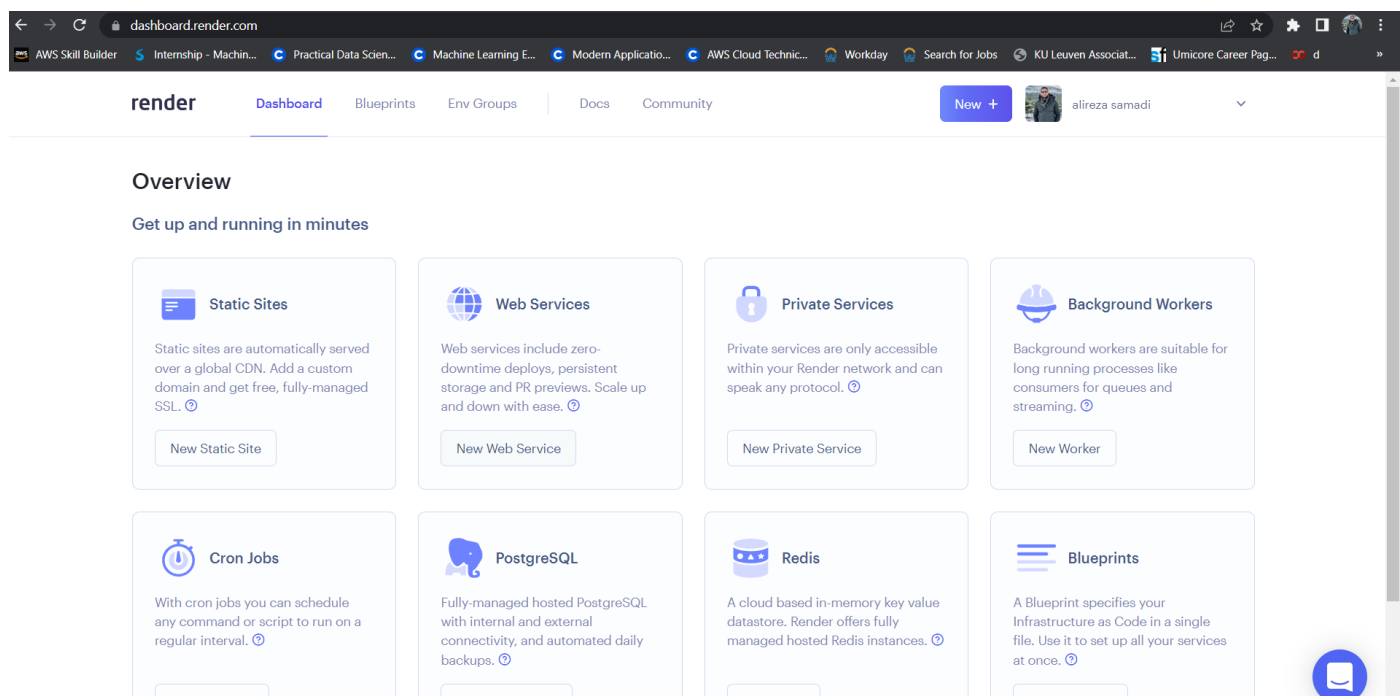 dashboard.render.com
aws AWS Skill Builder Internship - Machin... Practical Data Scien... Machine Learning E... Modern Applicatio... AWS Cloud Technic... Workday Search for Jobs KU Leuven Associat... Umicore Career Pag... d »
render Dashboard Blueprints Env Groups Docs Community New + alireza samadi
Overview
Get up and running in minutes
Static Sites
Static sites are automatically served
over a global CDN. Add a custom
domain and get free, fully-managed
SSL.
New Static Site
Web Services
Web services include zero-
downtime deploys, persistent
storage and PR previews. Scale up
and down with ease.
New Web Service
Private Services
Private services are only accessible
within your Render network and can
speak any protocol.
New Private Service
Background Workers
Background workers are suitable for
long running processes like
consumers for queues and
streaming.
New Worker
Cron Jobs
With cron jobs you can schedule
any command or script to run on a
regular interval.
PostgreSQL
Fully-managed hosted PostgreSQL
with internal and external
connectivity, and automated daily
backups.
Redis
A cloud based in-memory key value
datastore. Render offers fully
managed hosted Redis instances.
Blueprints
A Blueprint specifies your
Infrastructure as Code in a single
file. Use it to set up all your services
at once.